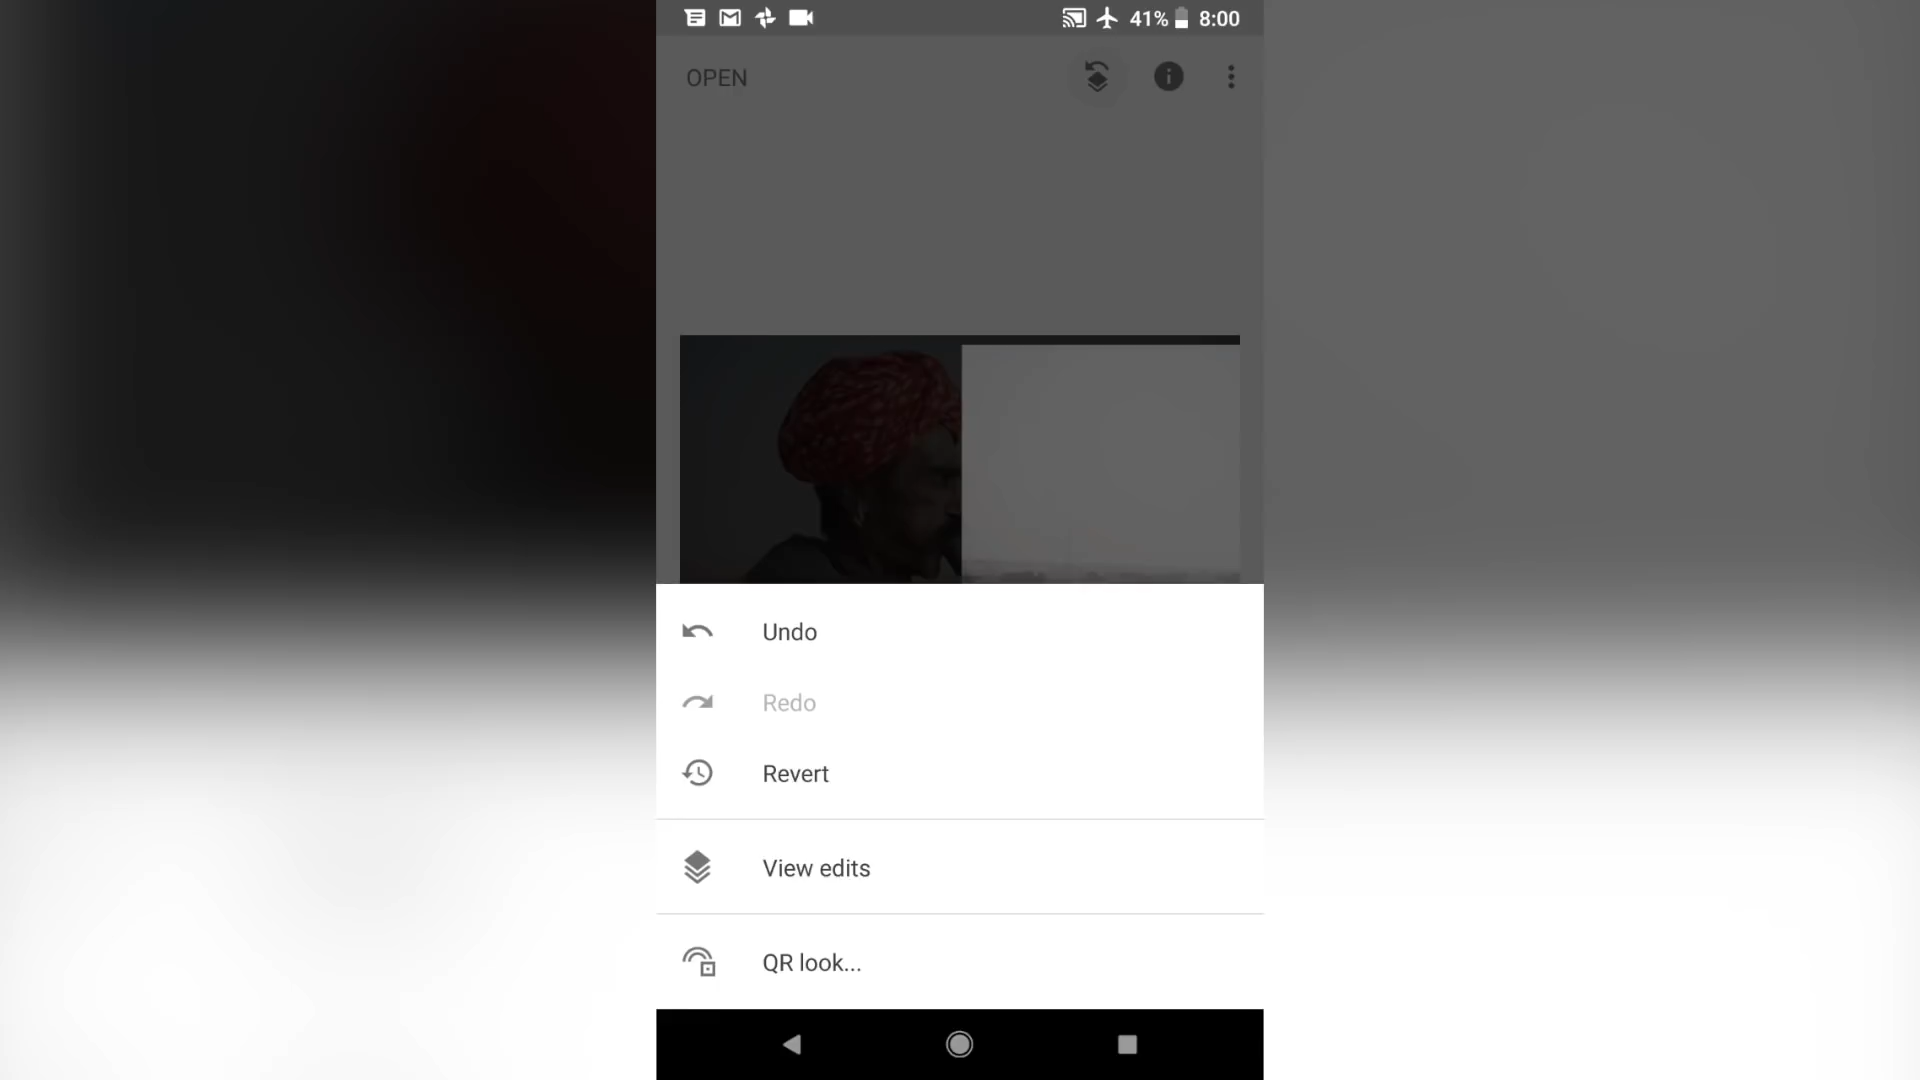 41% 8:00
OPEN
Undo
Redo
Revert
View edits
QR look...